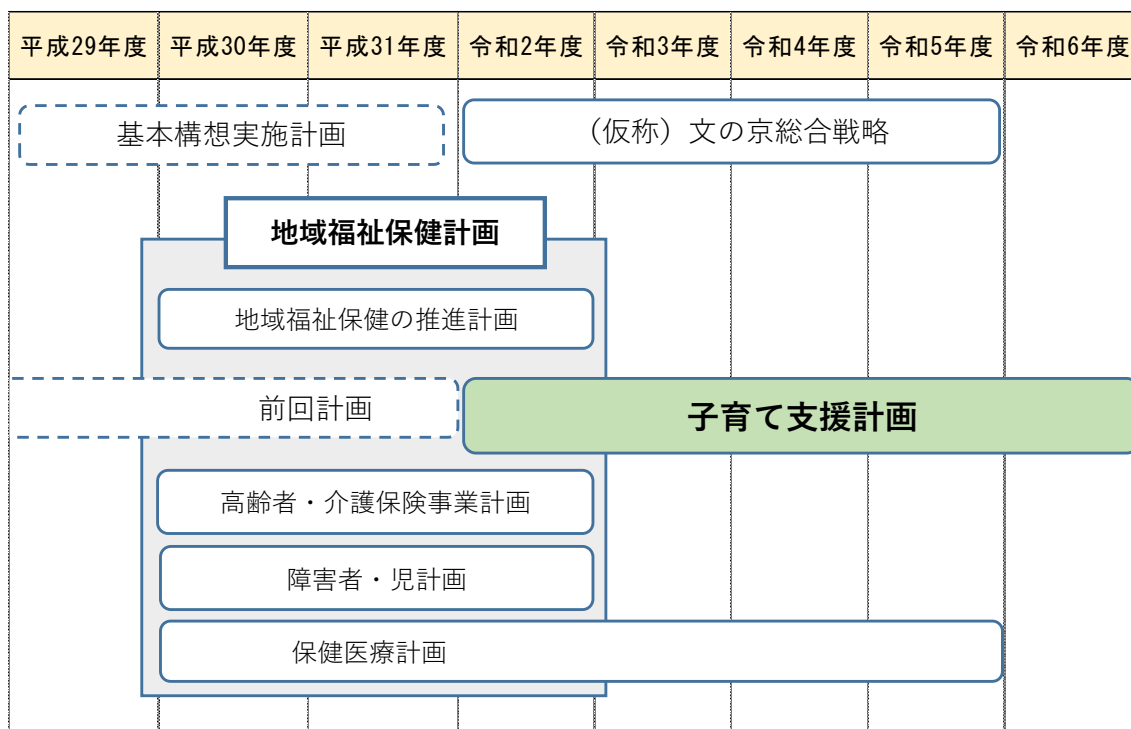 平成29年度 平成30年度 平成31年度 令和2年度 令和3年度 令和4年度 令和5年度 令和6年度
基本構想実施計画 (仮称)文の京総合戦略
地域福祉保健計画
地域福祉保健の推進計画
前回計画 子育て支援計画
高齢者・介護保険事業計画
障害者・児計画
保健医療計画